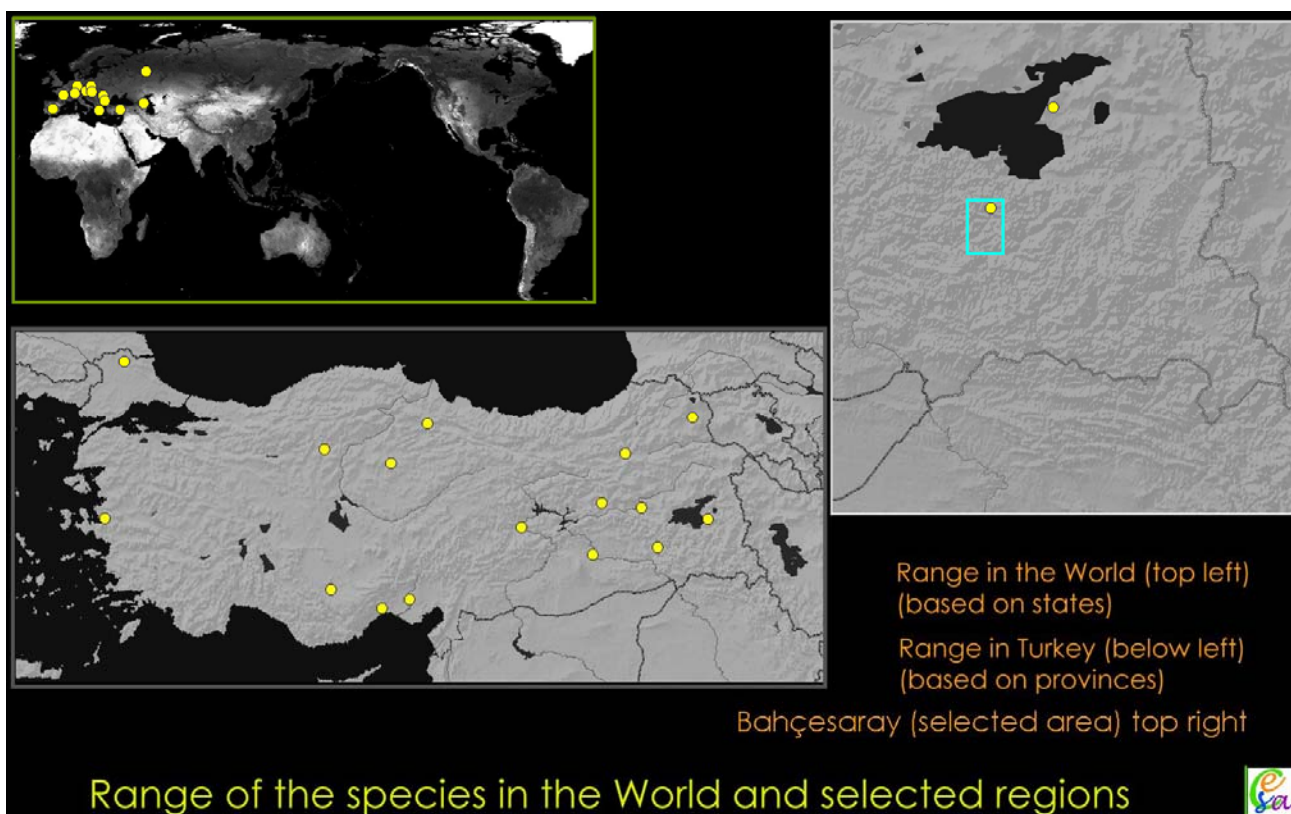 Range in the World (top left)
(based on states)
Range in Turkey (below left)
(based on provinces)
Bahçesaray (selected area) top right
Range of the species in the World and selected regions
Cesa